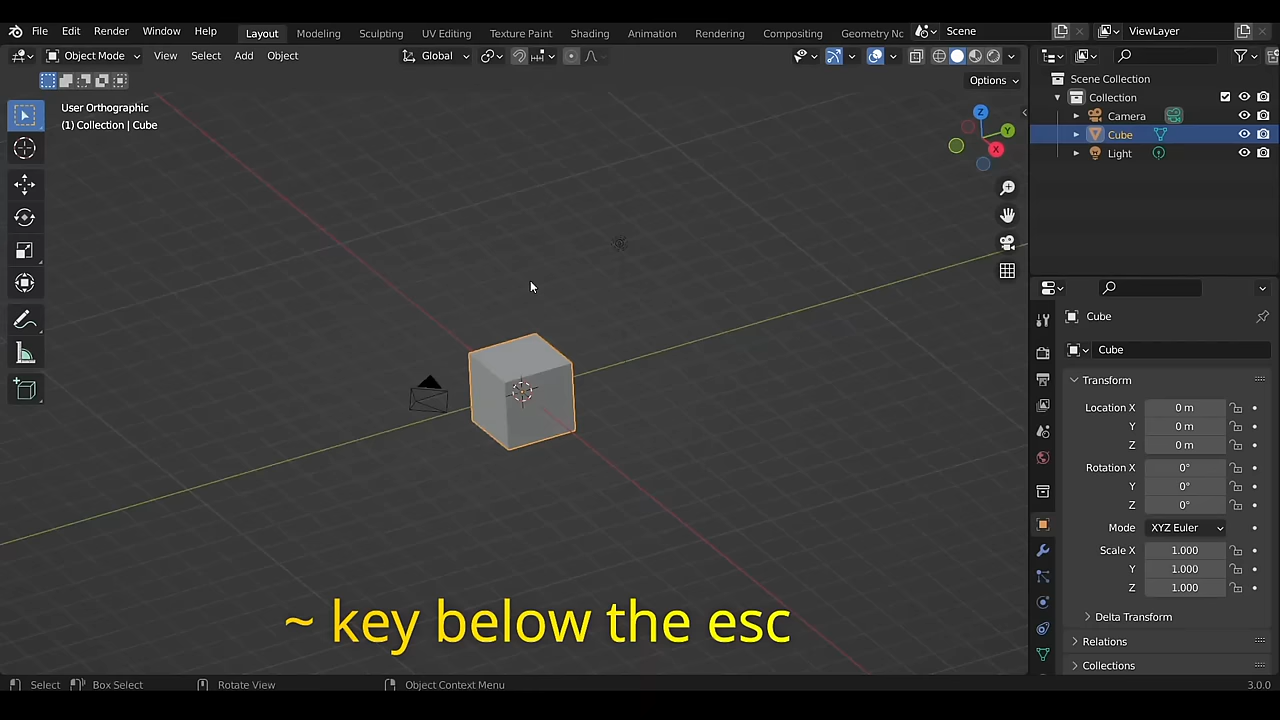 File Edit Render Window Help Layout Modeling Sculpting UV Editing Texture Paint Shading Animation Rendering Compositing Geometry Nc Scene ViewLayer
Object Mode View Select Add Object Global
Options
User Orthographic
(1) Collection | Cube
Z
Y
X
Scene Collection
Collection
Camera
Cube
Light
Cube
Cube
Transform
Location X 0 m
Y 0 m
Z 0 m
Rotation X 0°
Y 0°
Z 0°
Mode XYZ Euler
Scale X 1.000
Y 1.000
Z 1.000
Delta Transform
Relations
Collections
~ key below the esc
Select Box Select Rotate View Object Context Menu 3.0.0